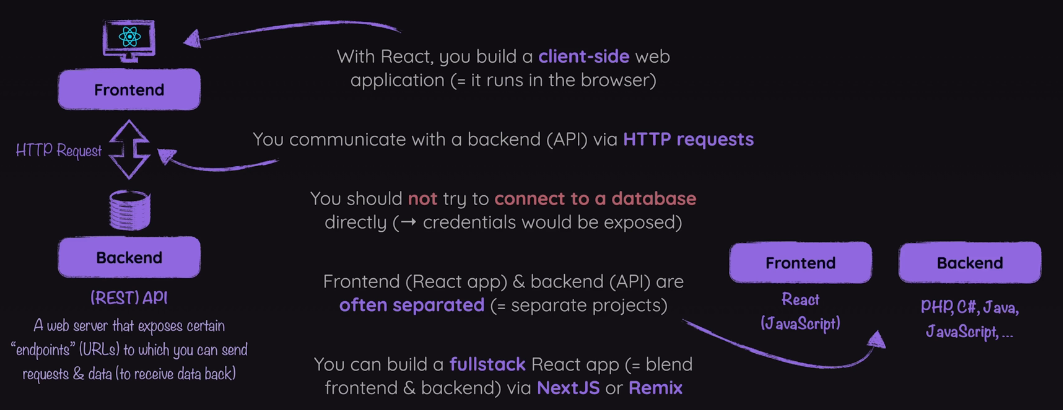 Frontend
HTTP Request
Backend
(REST) API
A web server that exposes certain
“endpoints” (URLs) to which you can send
requests & data (to receive data back)
With React, you build a client-side web
application (= it runs in the browser)
You communicate with a backend (API) via HTTP requests
You should not try to connect to a database
directly (→ credentials would be exposed)
Frontend (React app) & backend (API) are
often separated (= separate projects)
You can build a fullstack React app (= blend
frontend & backend) via NextJS or Remix
Frontend
React
(JavaScript)
Backend
PHP, C#, Java,
JavaScript, ...